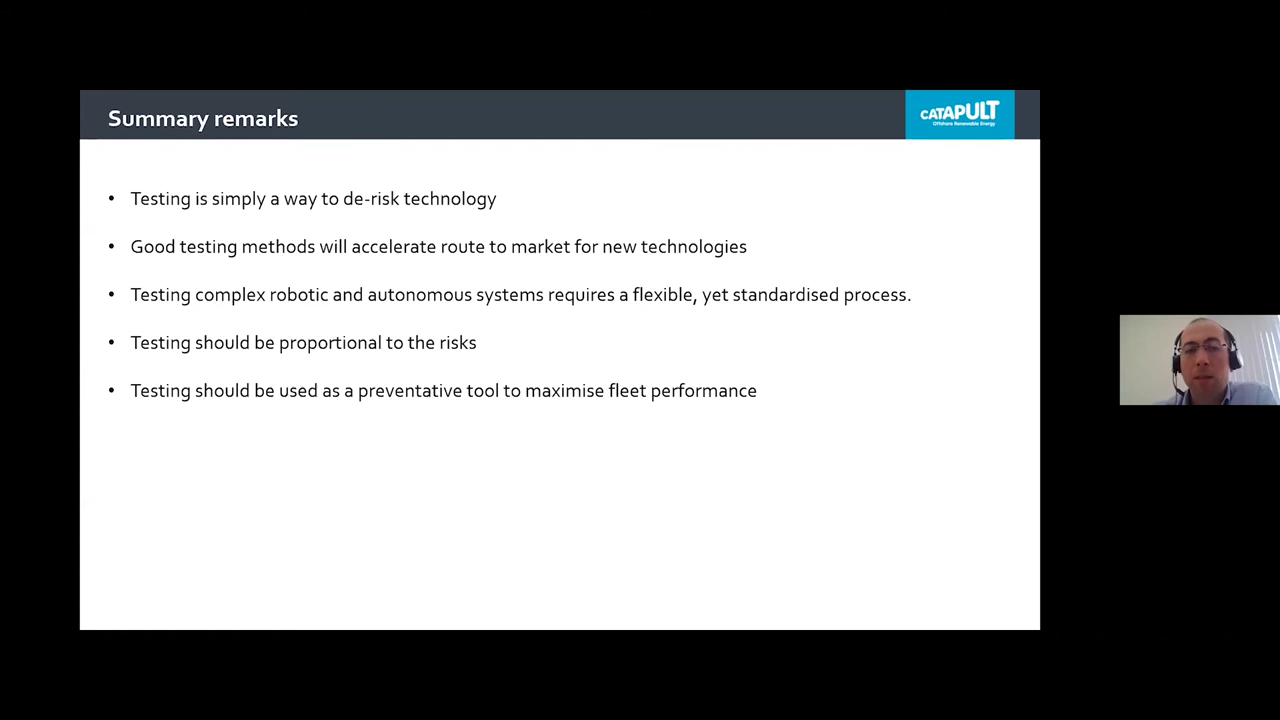 Summary remarks
CATAPULT
Offshore Renewable Energy
• Testing is simply a way to de-risk technology
• Good testing methods will accelerate route to market for new technologies
• Testing complex robotic and autonomous systems requires a flexible, yet standardised process.
• Testing should be proportional to the risks
• Testing should be used as a preventative tool to maximise fleet performance